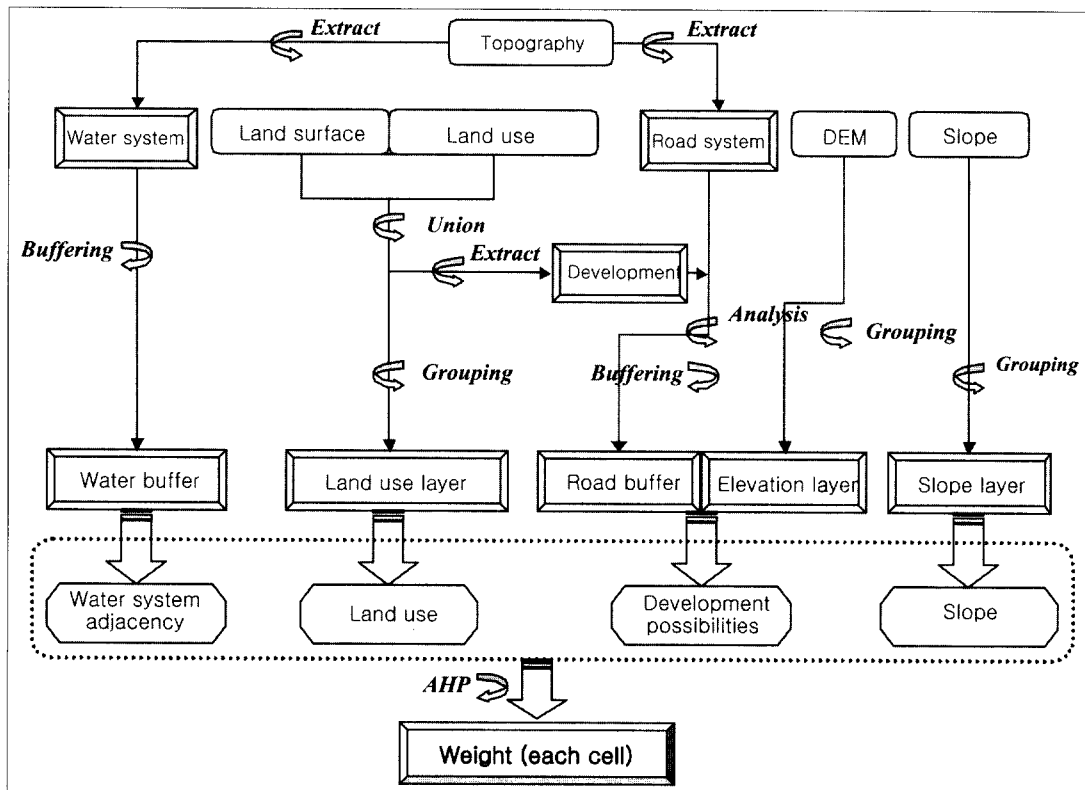 Extract
Topography
Extract
Water system
Land surface
Land use
Road system
DEM
Slope
Union
Buffering
Extract
Development
Analysis
Grouping
Grouping
Buffering
Grouping
Water buffer
Land use layer
Road buffer
Elevation layer
Slope layer
Water system
adjacency
Land use
Development
possibilities
Slope
AHP
Weight (each cell)